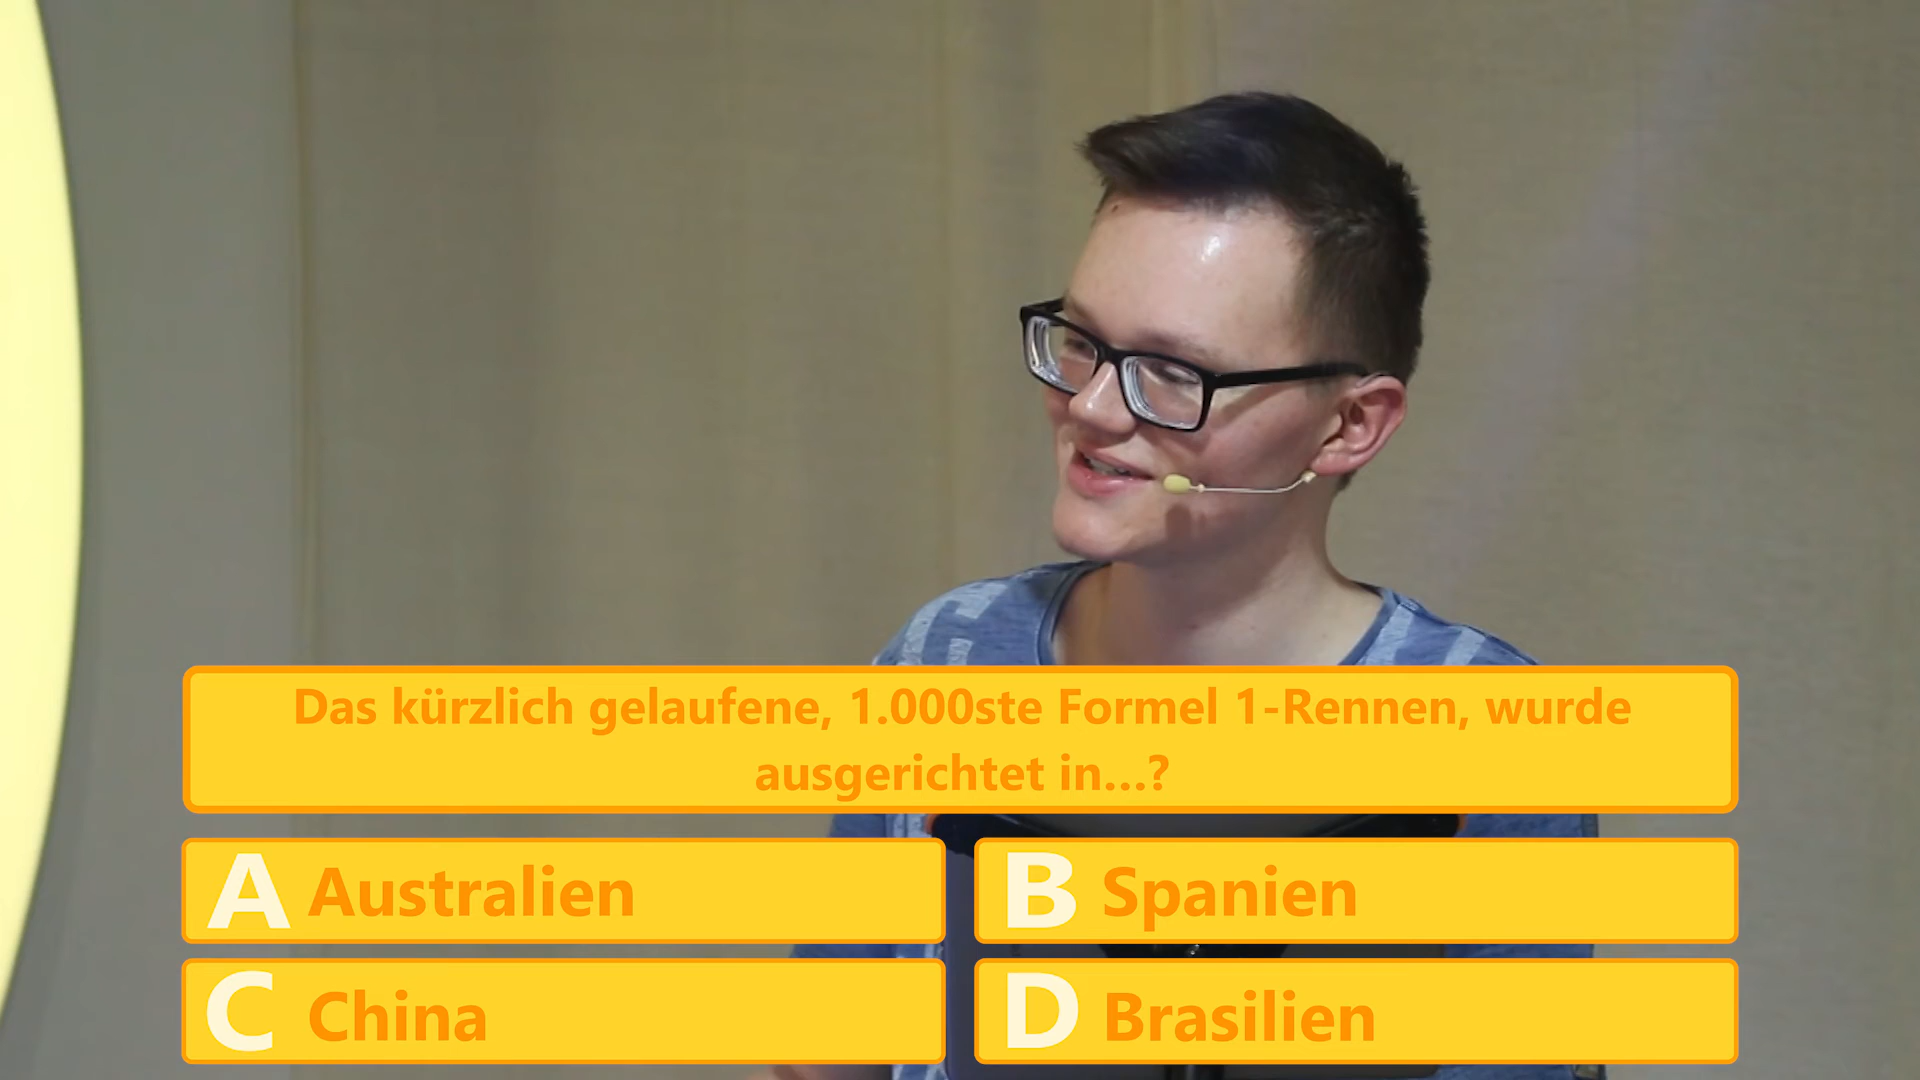 Das kürzlich gelaufene, 1.000ste Formel 1-Rennen, wurde
ausgerichtet in...?
A Australien
B Spanien
C China
D Brasilien